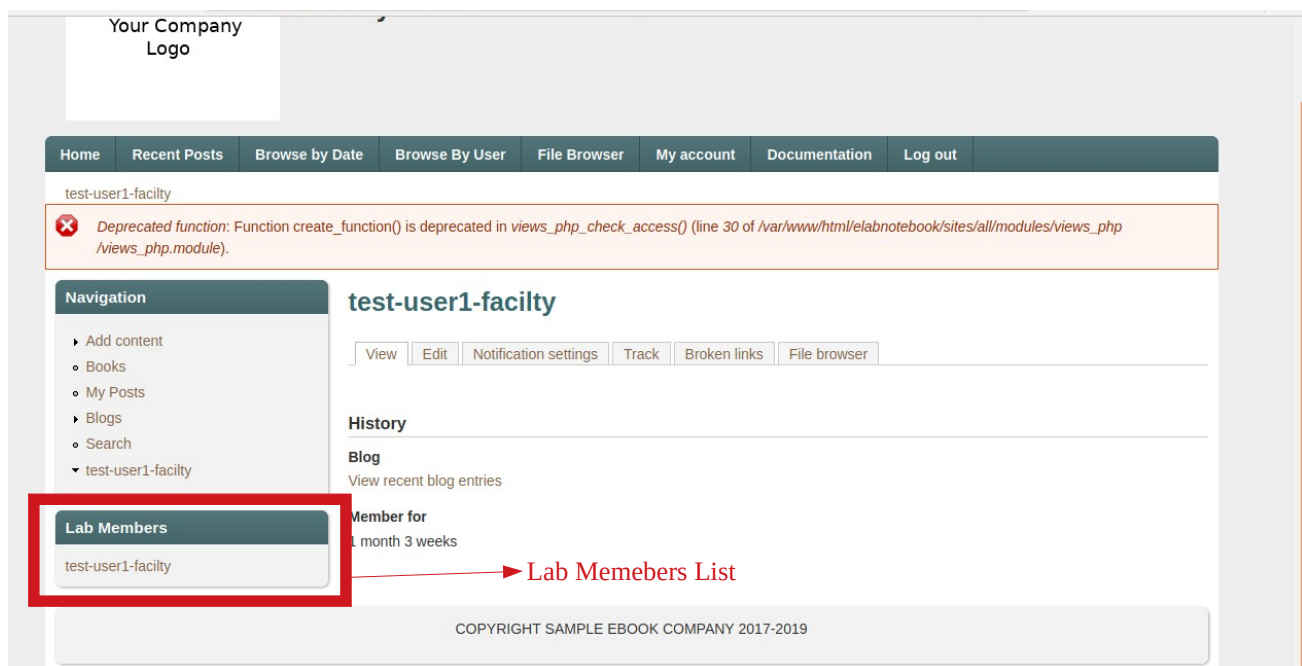 Your Company
Logo
Home Recent Posts Browse by Date Browse By User File Browser My account Documentation Log out
test-user1-facilty
Deprecated function: Function create_function() is deprecated in views_php_check_access() (line 30 of /var/www/html/elabnotebook/sites/all/modules/views_php
/views_php.module).
Navigation
Add content
Books
My Posts
Blogs
Search
test-user1-facilty
Lab Members
test-user1-facilty
test-user1-facilty
View Edit Notification settings Track Broken links File browser
History
Blog
View recent blog entries
Member for
1 month 3 weeks
Lab Memebers List
COPYRIGHT SAMPLE EBOOK COMPANY 2017-2019